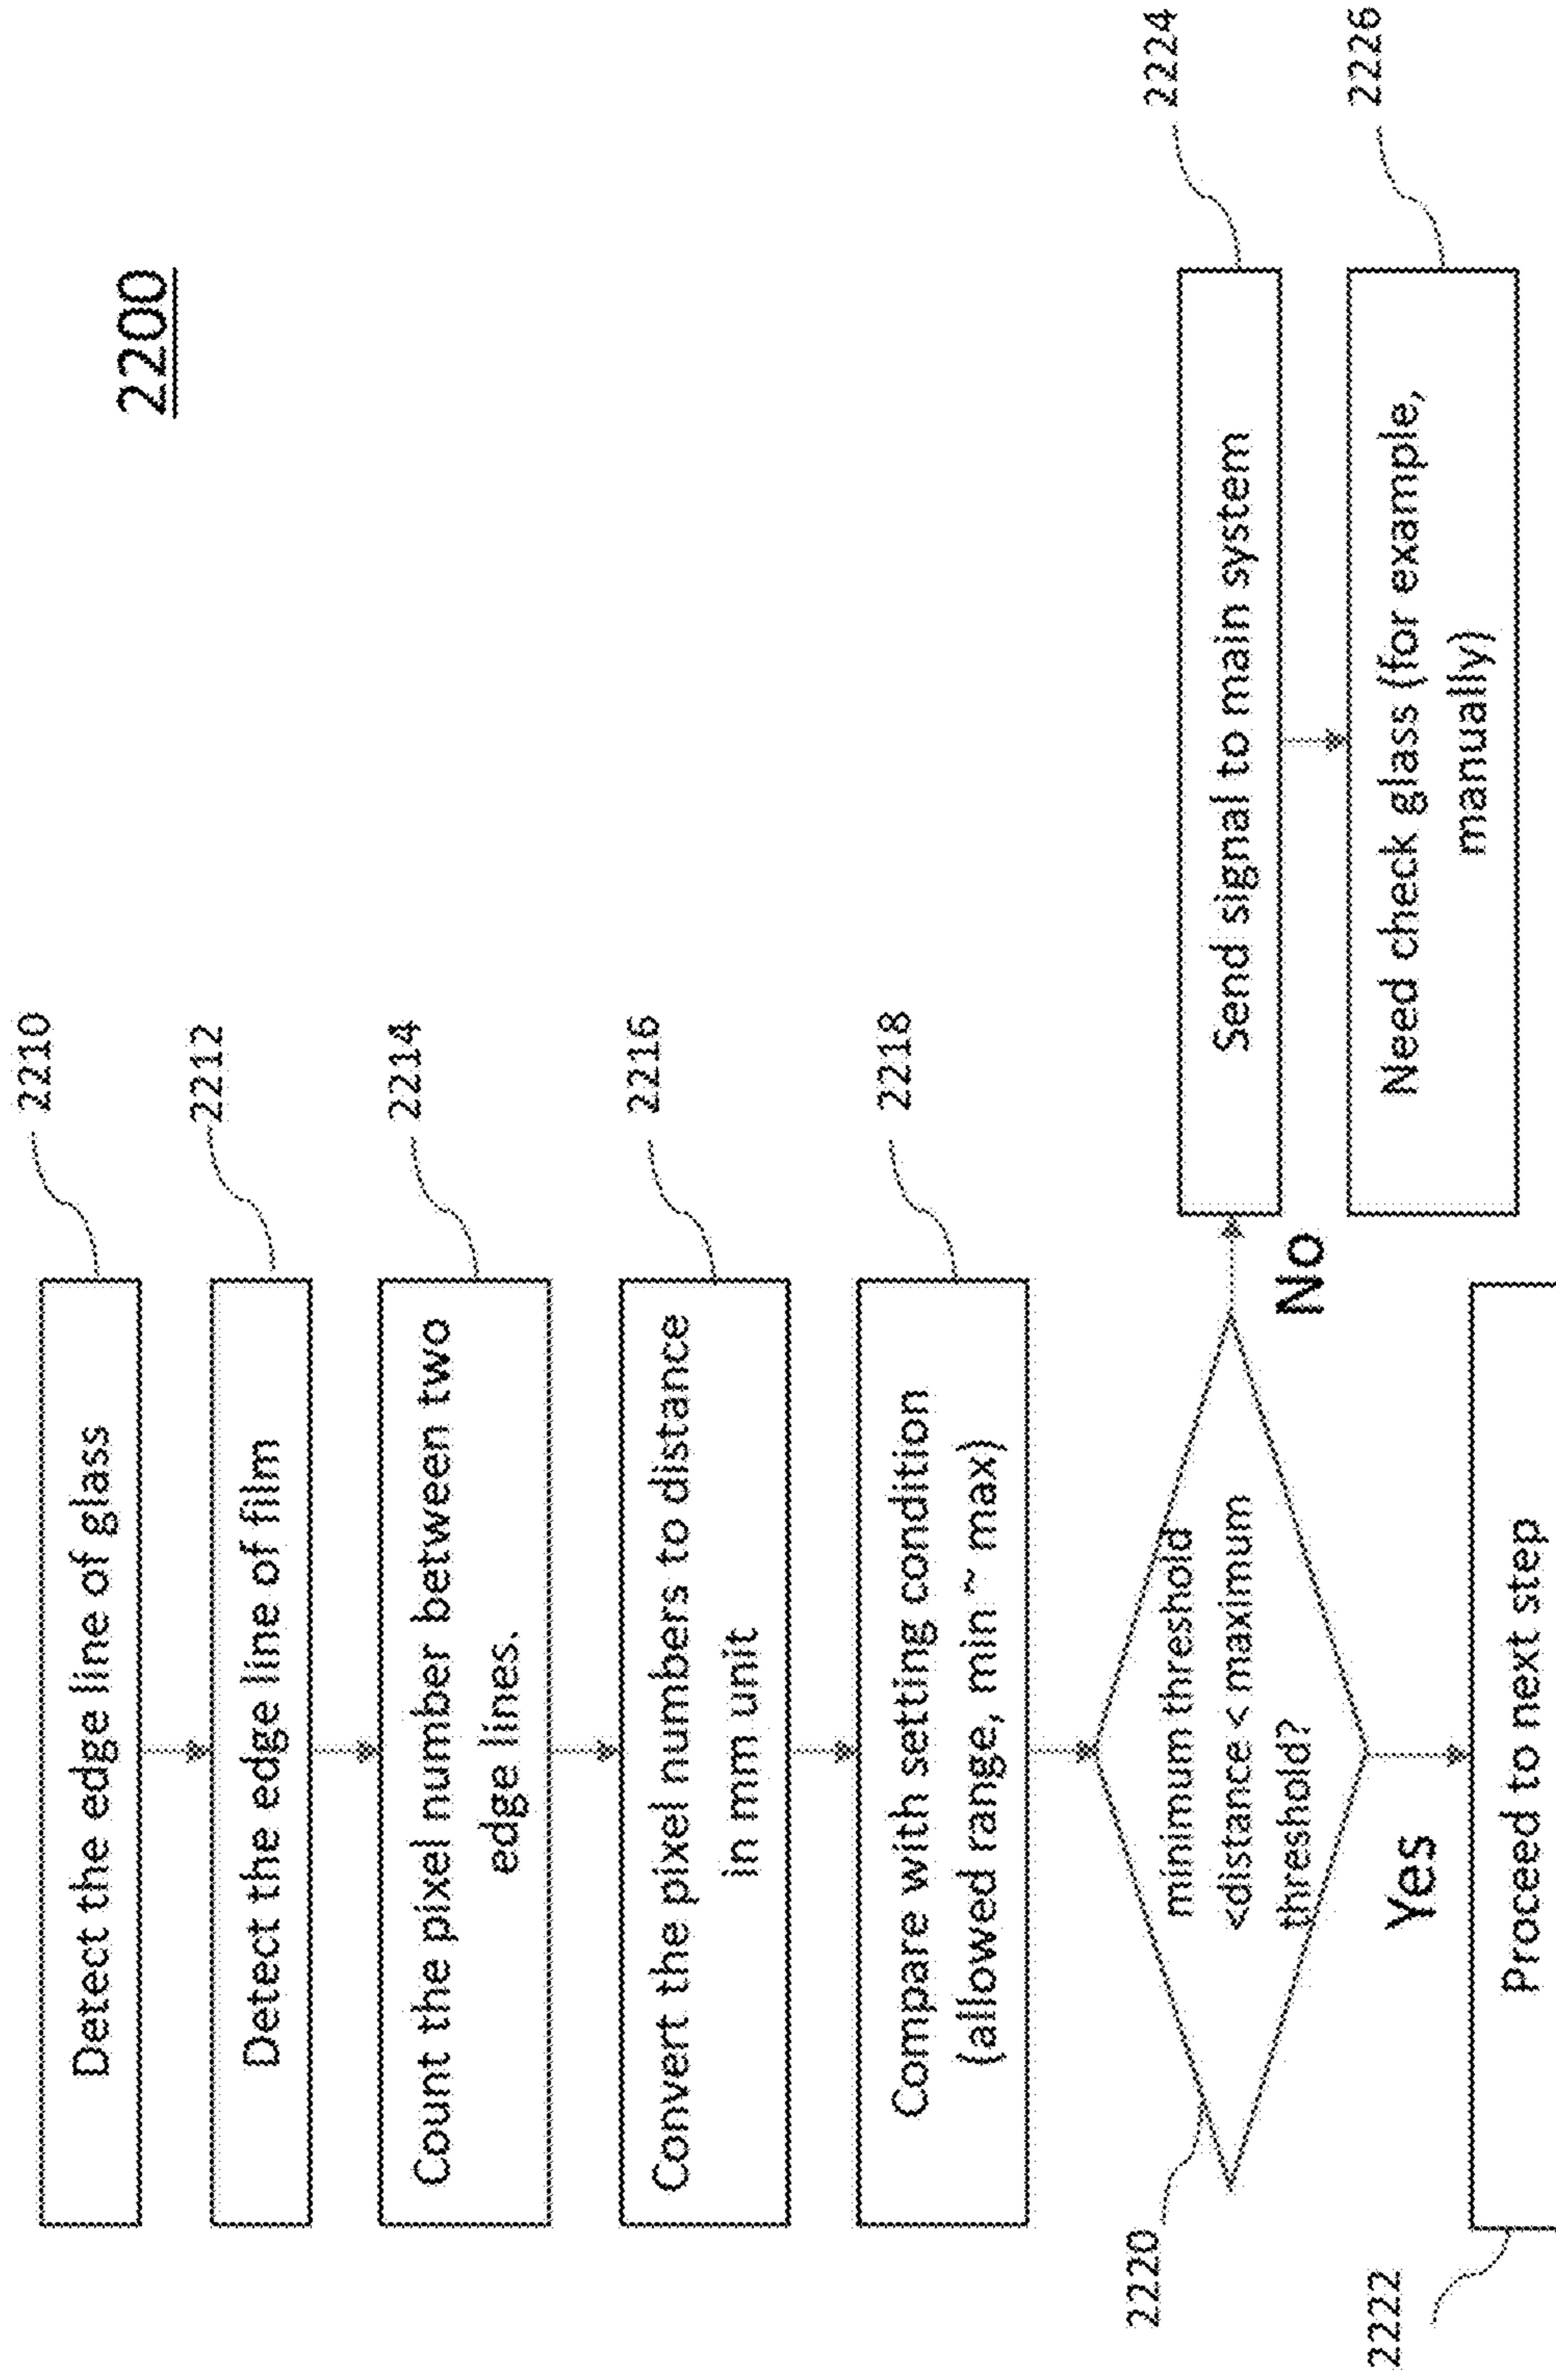 2200
Detect the edge line of glass
2210
Detect the edge line of film
2212
Count the pixel number between two
edge lines.
2214
Convert the pixel numbers to distance
in mm unit
2216
Compare with setting condition
(allowed range, min ~ max)
2218
2220
minimum threshold
<distance < maximum
threshold?
No
Send signal to main system
2224
Need check glass (for example,
manually)
2226
Yes
2222
Proceed to next step